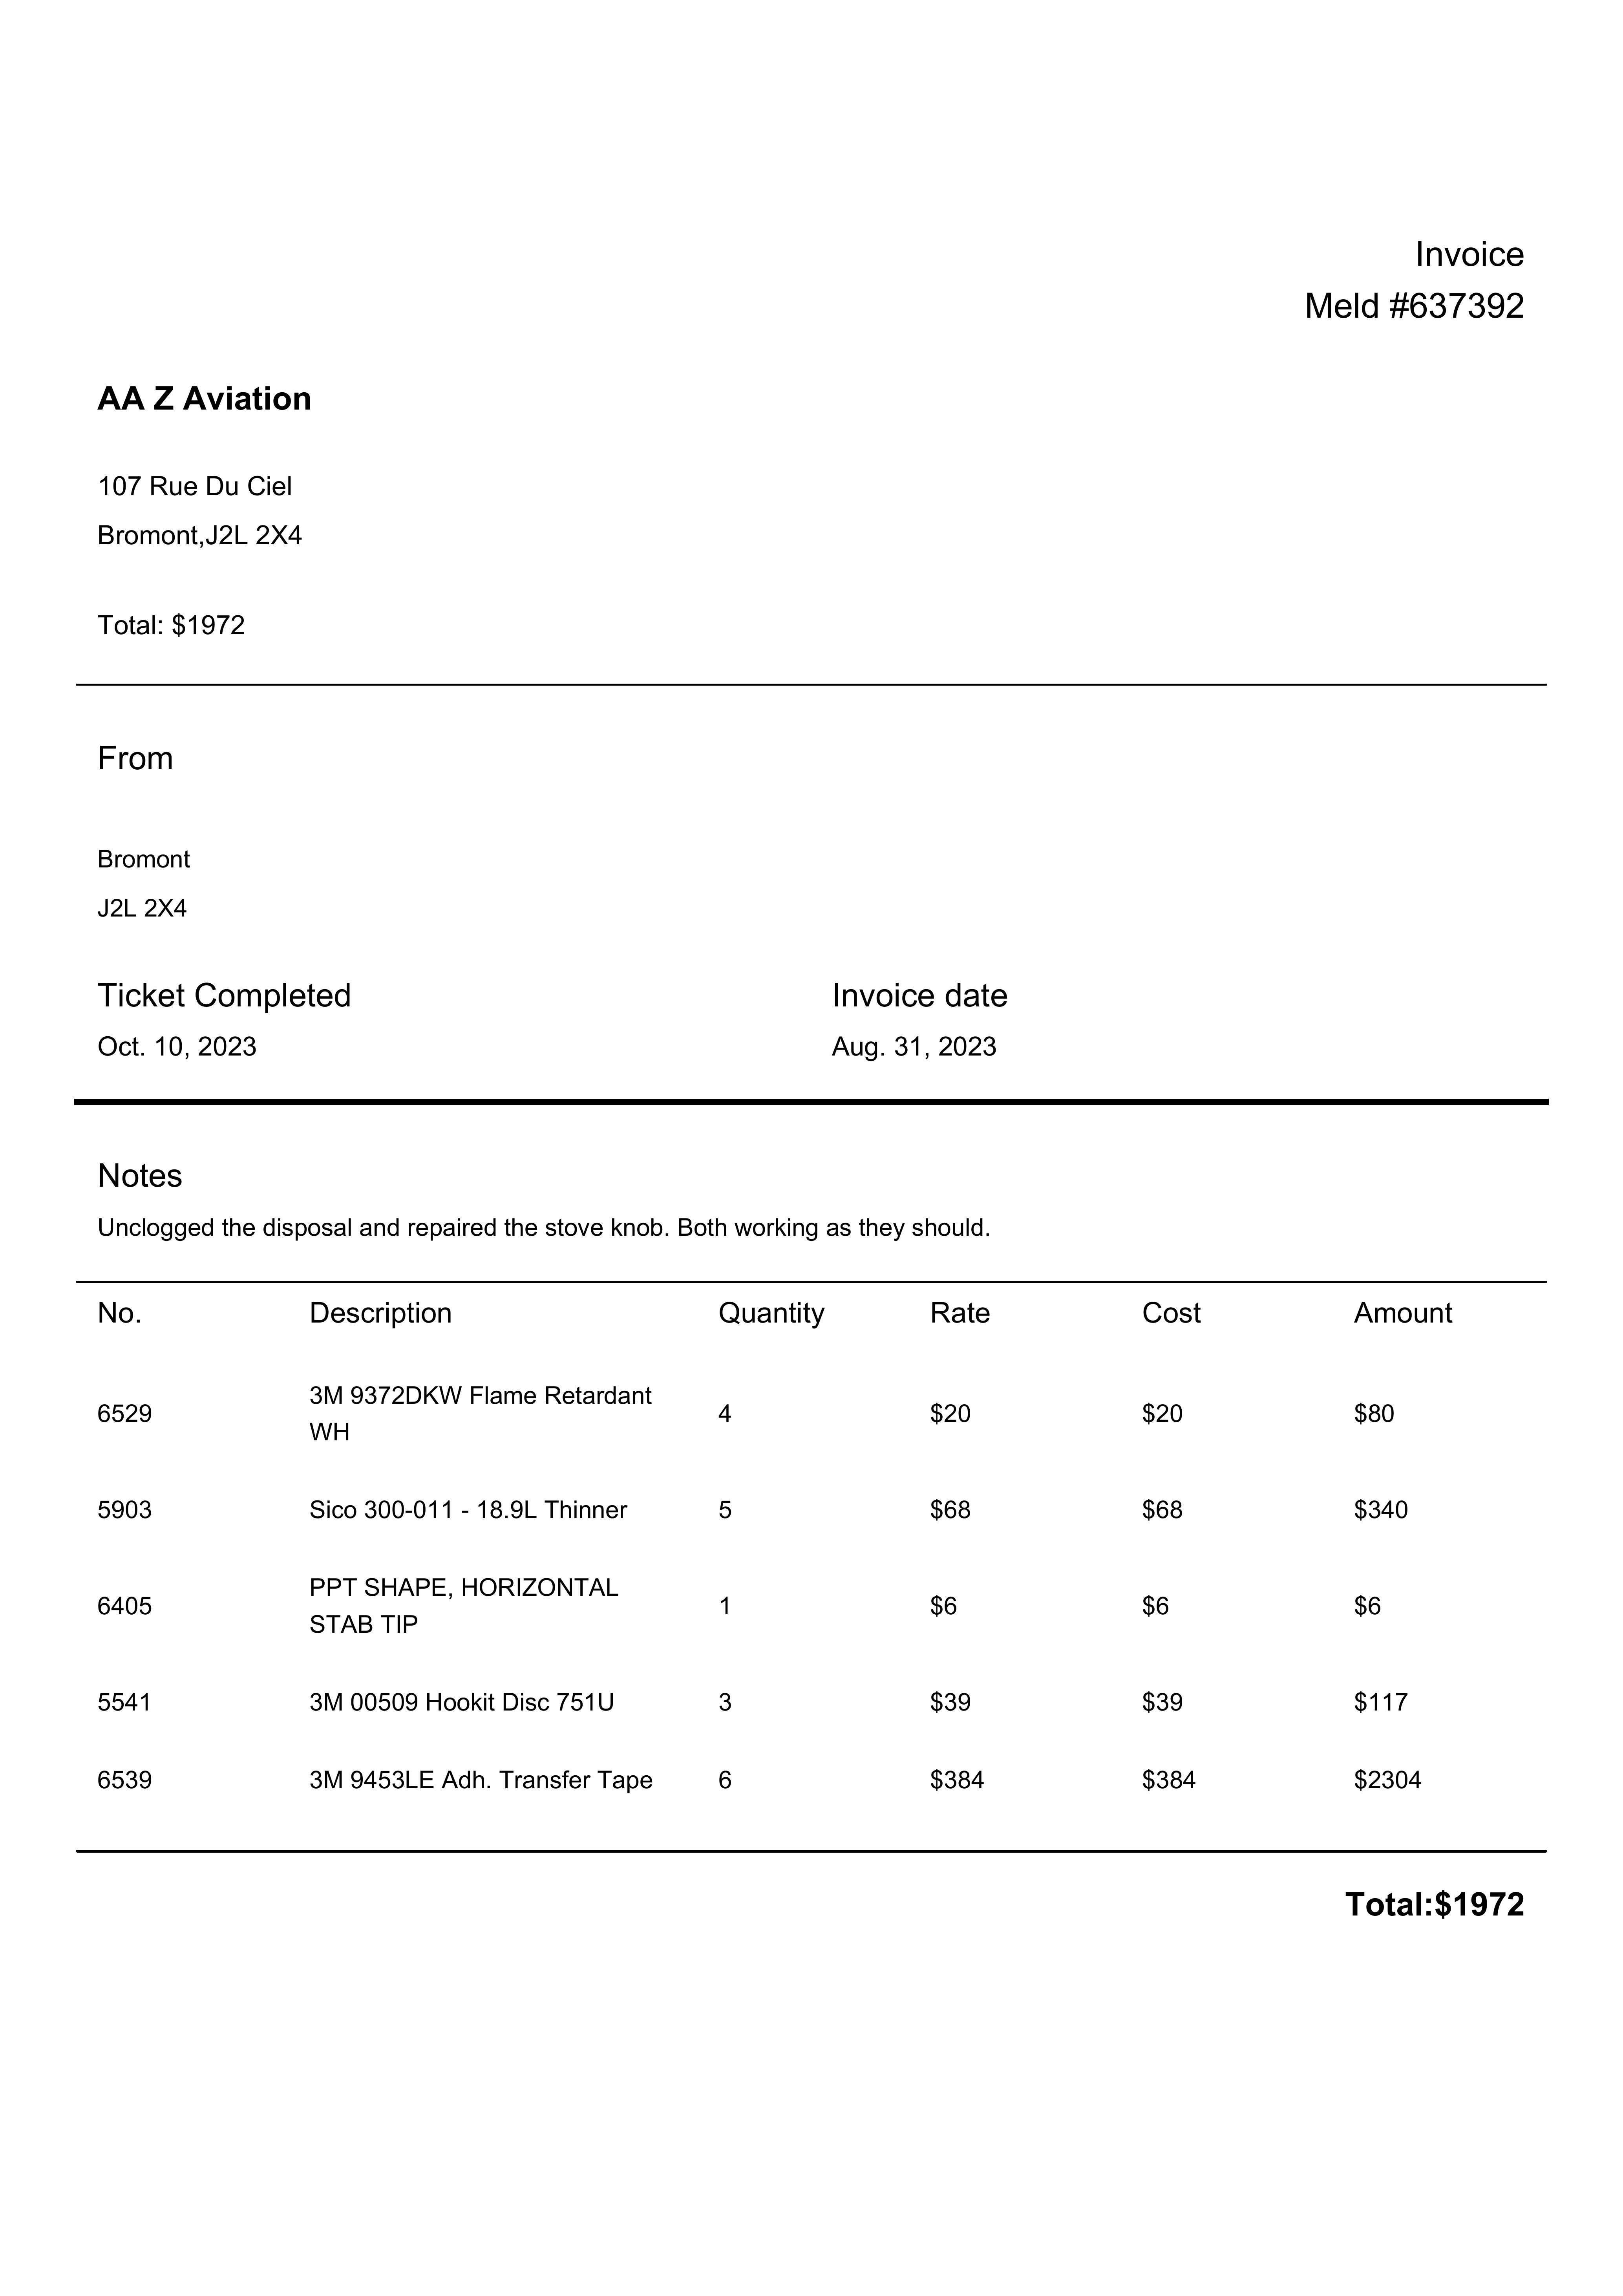 Invoice
Meld #637392
AA Z Aviation
107 Rue Du Ciel
Bromont,J2L 2X4
Total: $1972
From
Bromont
J2L 2X4
Ticket Completed Invoice date
Oct. 10, 2023 Aug. 31, 2023
Notes
Unclogged the disposal and repaired the stove knob. Both working as they should.
No. Description Quantity Rate Cost Amount
6529 3M 9372DKW Flame Retardant 4 $20 $20 $80
WH
5903 Sico 300-011 - 18.9L Thinner 5 $68 $68 $340
6405 PPT SHAPE, HORIZONTAL 1 $6 $6 $6
STAB TIP
5541 3M 00509 Hookit Disc 751U 3 $39 $39 $117
6539 3M 9453LE Adh. Transfer Tape 6 $384 $384 $2304
Total:$1972